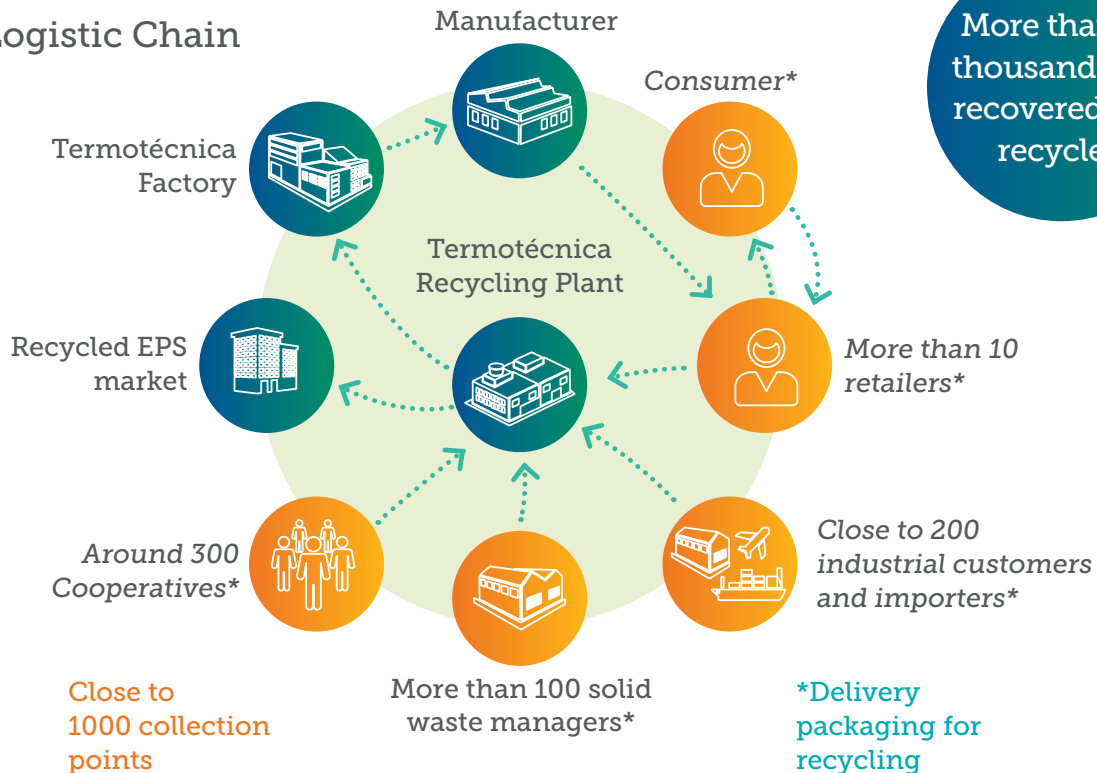 Logistic Chain
Manufacturer
Consumer*
More tha
thousand
recovered
recycle
Termotécnica
Factory
Termotécnica
Recycling Plant
Recycled EPS
market
More than 10
retailers*
Around 300
Cooperatives*
Close to 200
industrial customers
and importers*
More than 100 solid
waste managers*
Close to
1000 collection
points
*Delivery
packaging for
recycling